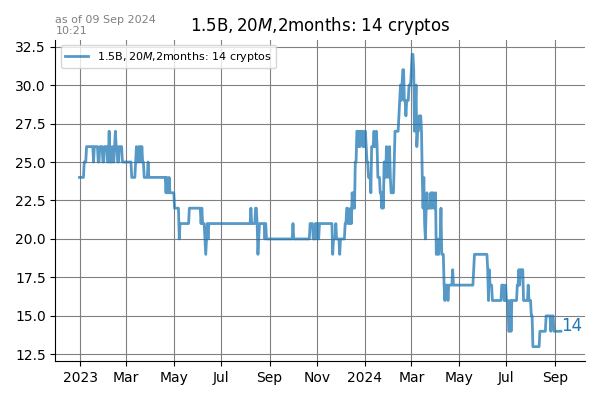 as of 09 Sep 2024
10:21
1.5B, 20M,2months: 14 cryptos
1.5B, 20M,2months: 14 cryptos
32.5
30.0
27.5
25.0
22.5
20.0
17.5
15.0
12.5
14
2023 Mar May Jul Sep Nov 2024 Mar May Jul Sep